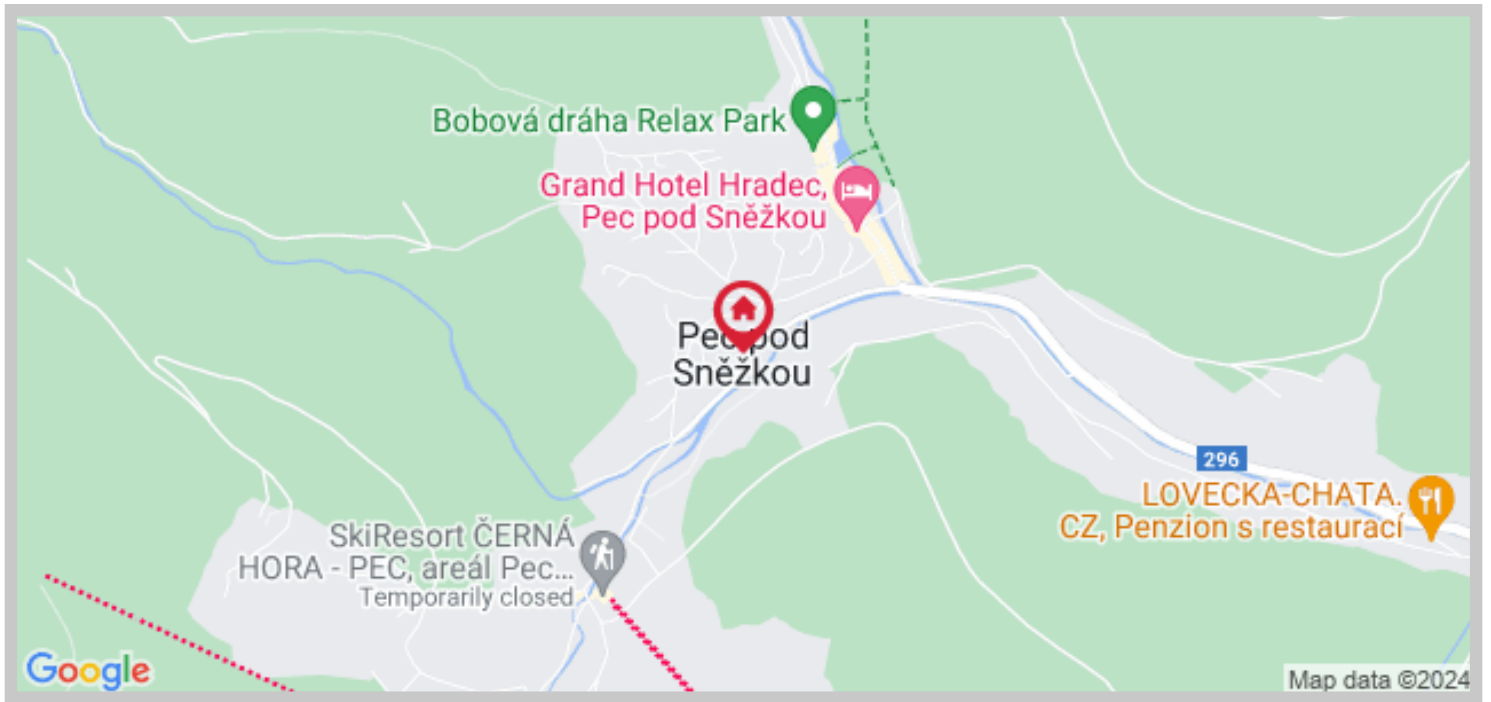 Bobová dráha Relax Park
Grand Hotel Hradec,
Pec pod Sněžkou
Pec pod
Sněžkou
296
LOVECKA-CHATA.
CZ, Penzion s restaurací
SkiResort ČERNÁ
HORA - PEC, areál Pec...
Temporarily closed
Google
Map data ©2024